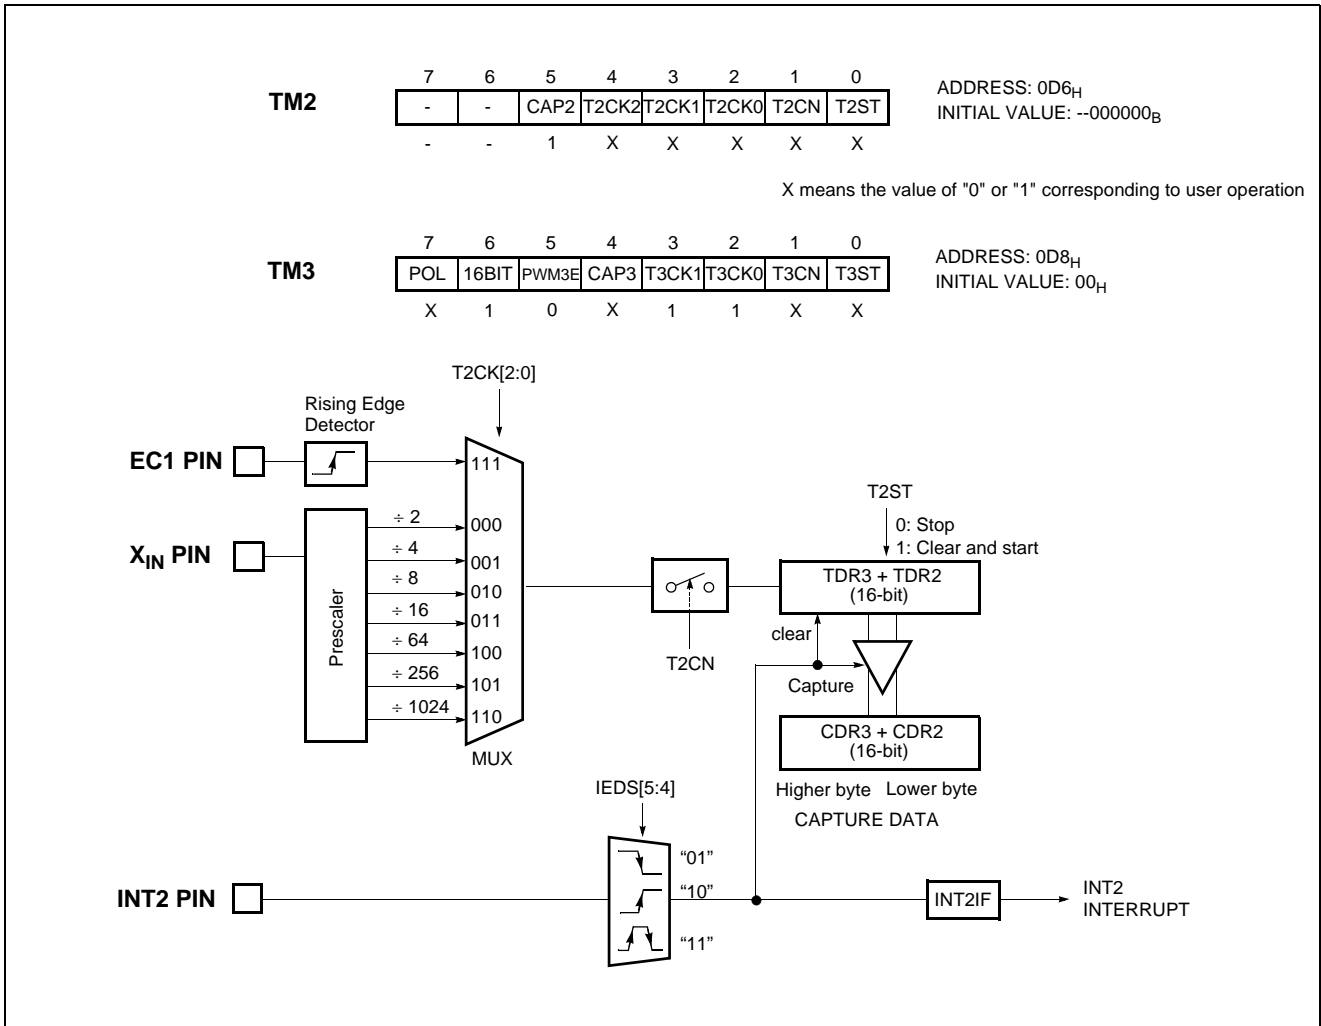 7 6 5 4 3 2 1 0
TM2
- - CAP2 T2CK2 T2CK1 T2CK0 T2CN T2ST
- - 1 X X X X X
ADDRESS: 0D6H
INITIAL VALUE: --000000B
X means the value of "0" or "1" corresponding to user operation
7 6 5 4 3 2 1 0
TM3
POL 16BIT PWM3E CAP3 T3CK1 T3CK0 T3CN T3ST
X 1 0 X 1 1 X X
ADDRESS: 0D8H
INITIAL VALUE: 00H
T2CK[2:0]
Rising Edge
Detector
EC1 PIN
111
XIN PIN
Prescaler
÷ 2
000
÷ 4
001
÷ 8
010
÷ 16
011
÷ 64
100
÷ 256
101
÷ 1024
110
MUX
T2CN
T2ST
0: Stop
1: Clear and start
TDR3 + TDR2
(16-bit)
clear
Capture
CDR3 + CDR2
(16-bit)
Higher byte Lower byte
CAPTURE DATA
IEDS[5:4]
INT2 PIN
“01”
“10”
“11”
INT2IF
INT2
INTERRUPT